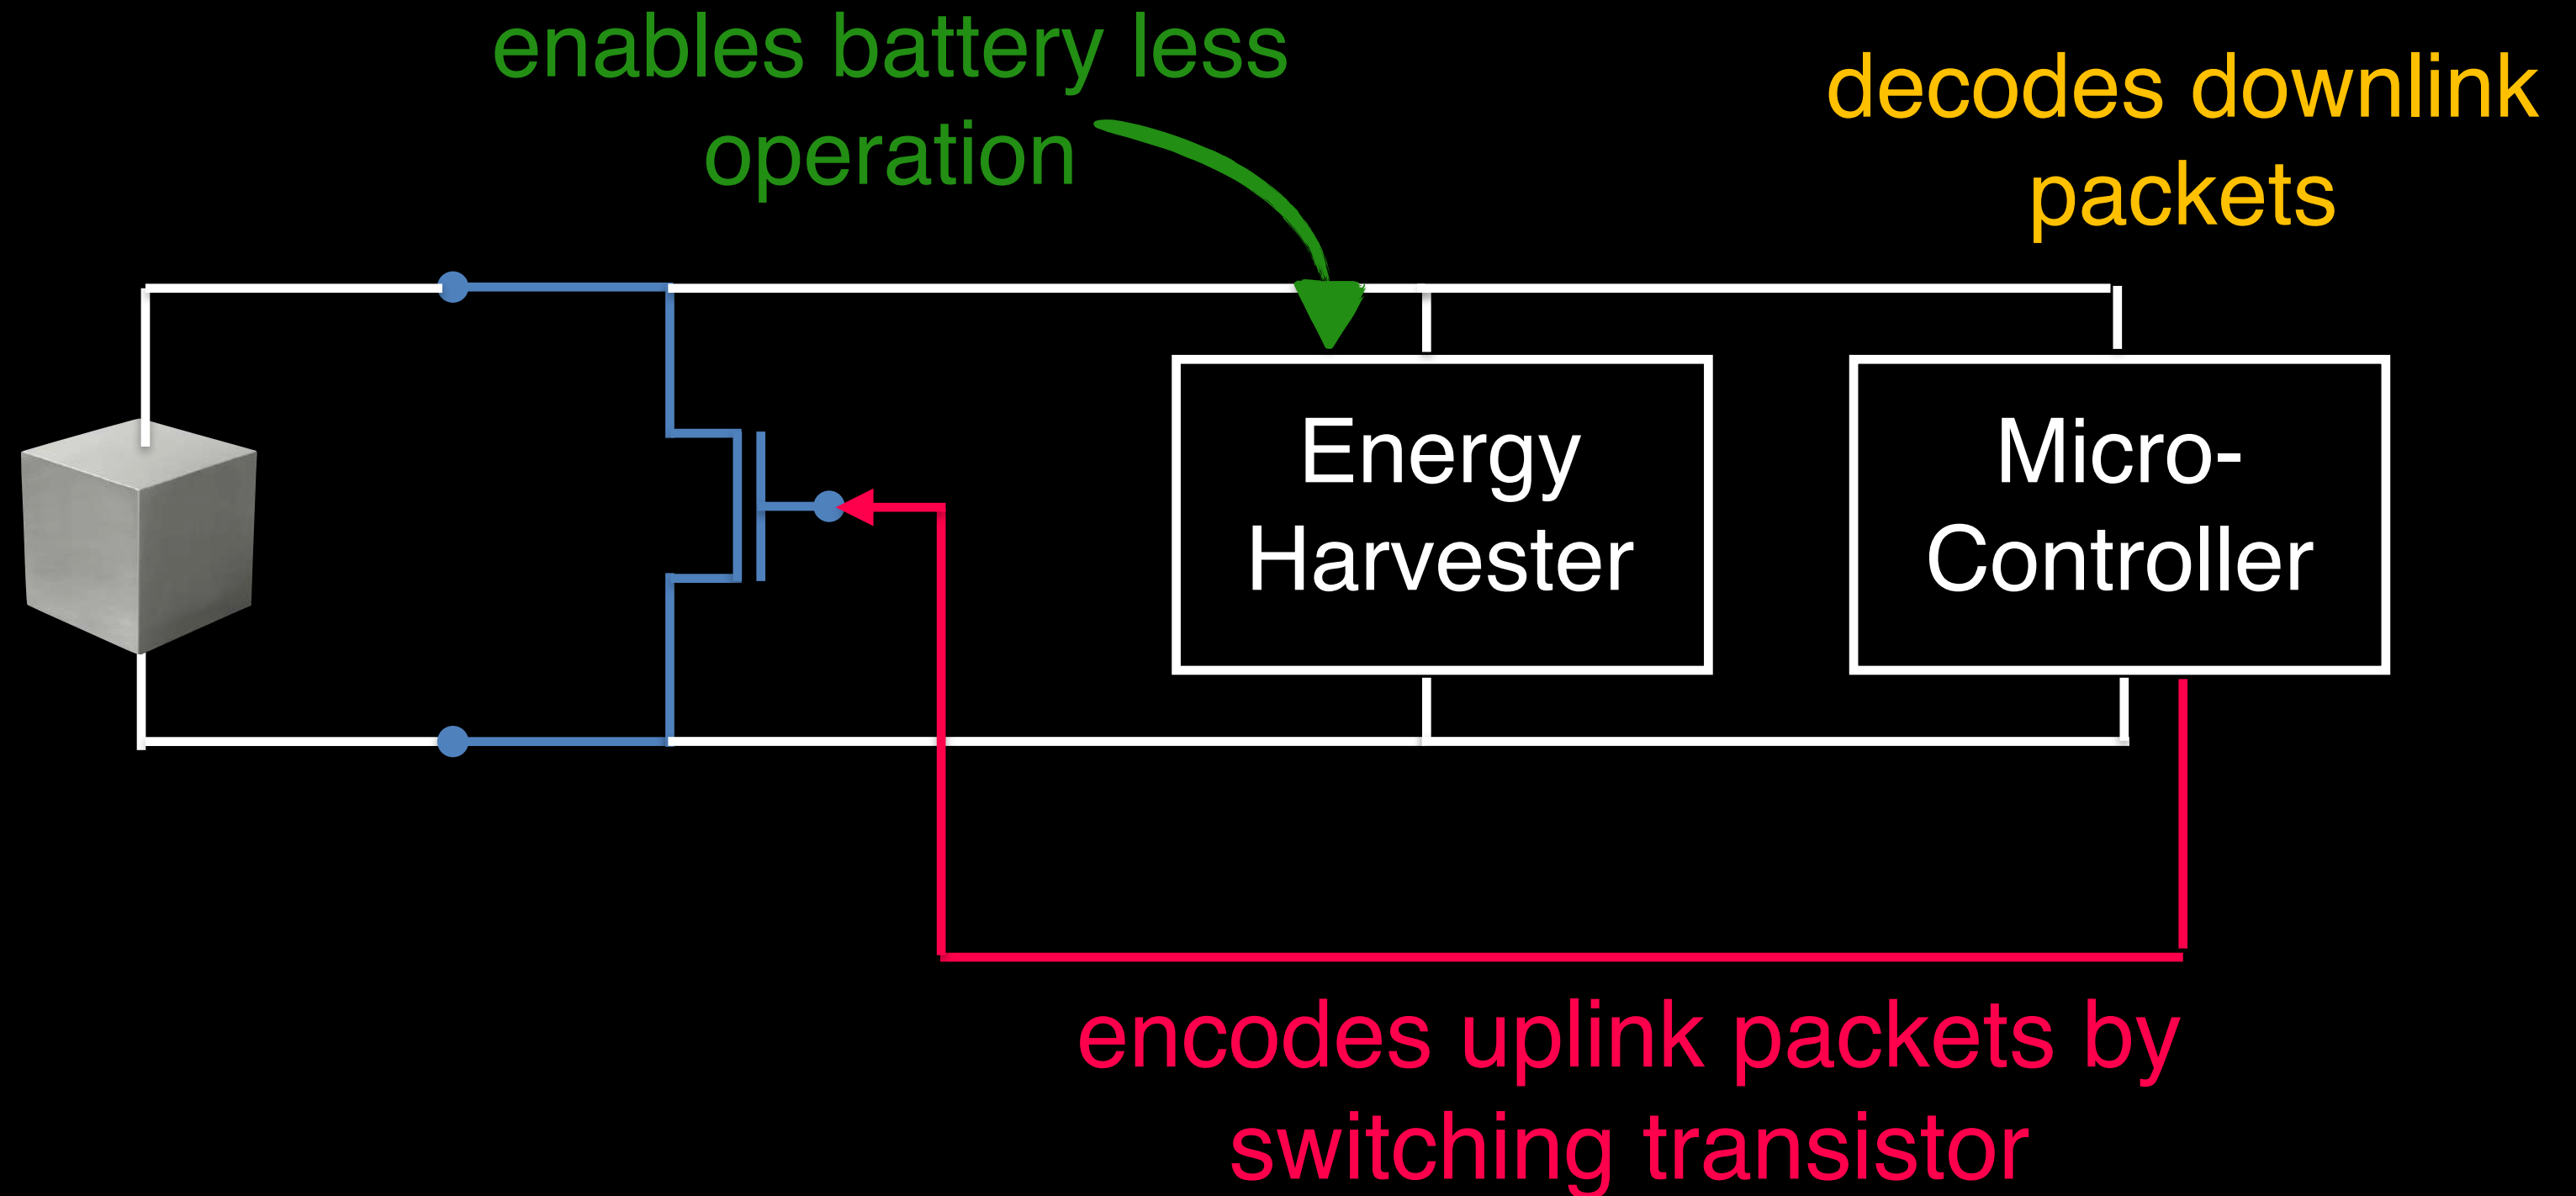 enables battery less
operation
decodes downlink
packets
Energy
Harvester
Micro-
Controller
encodes uplink packets by
switching transistor